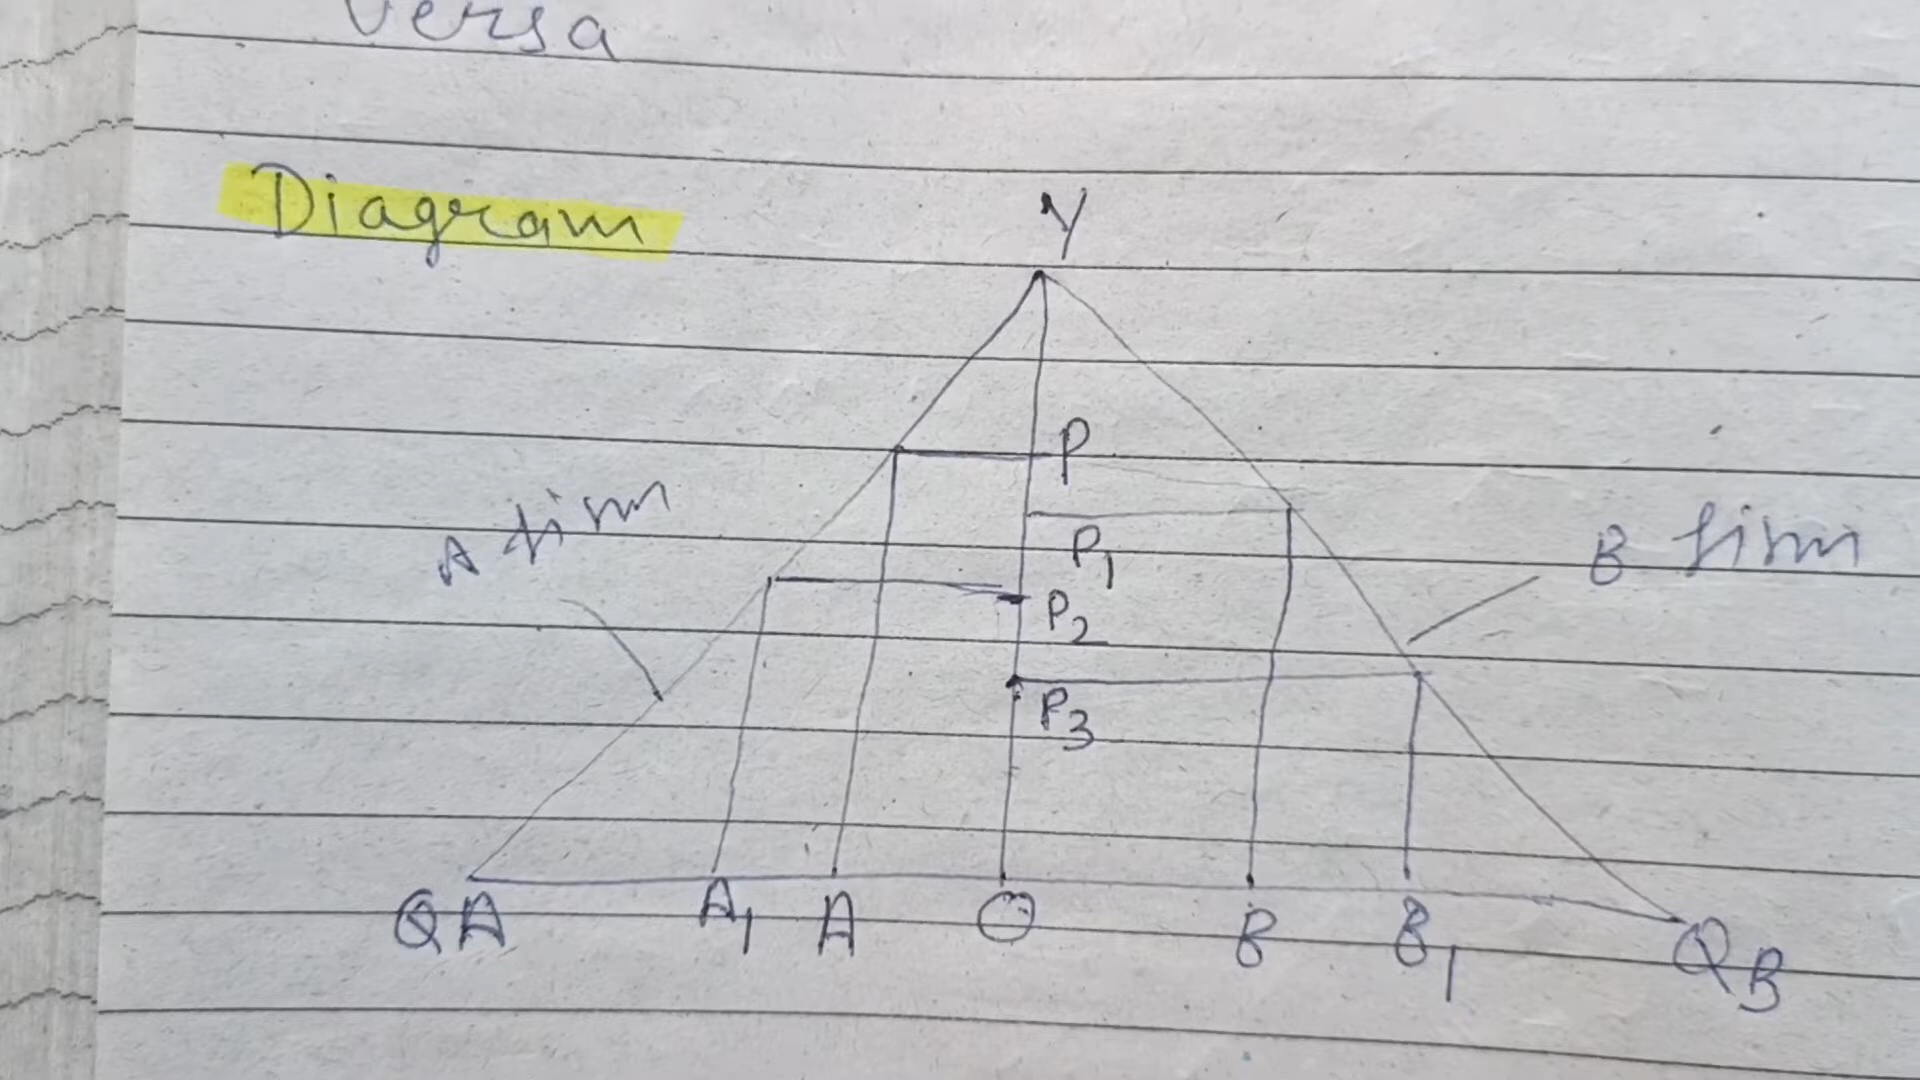 versa
Diagram
Y
P
A firm
P1
B firm
P2
P3
QA A1 A O B B1 QB